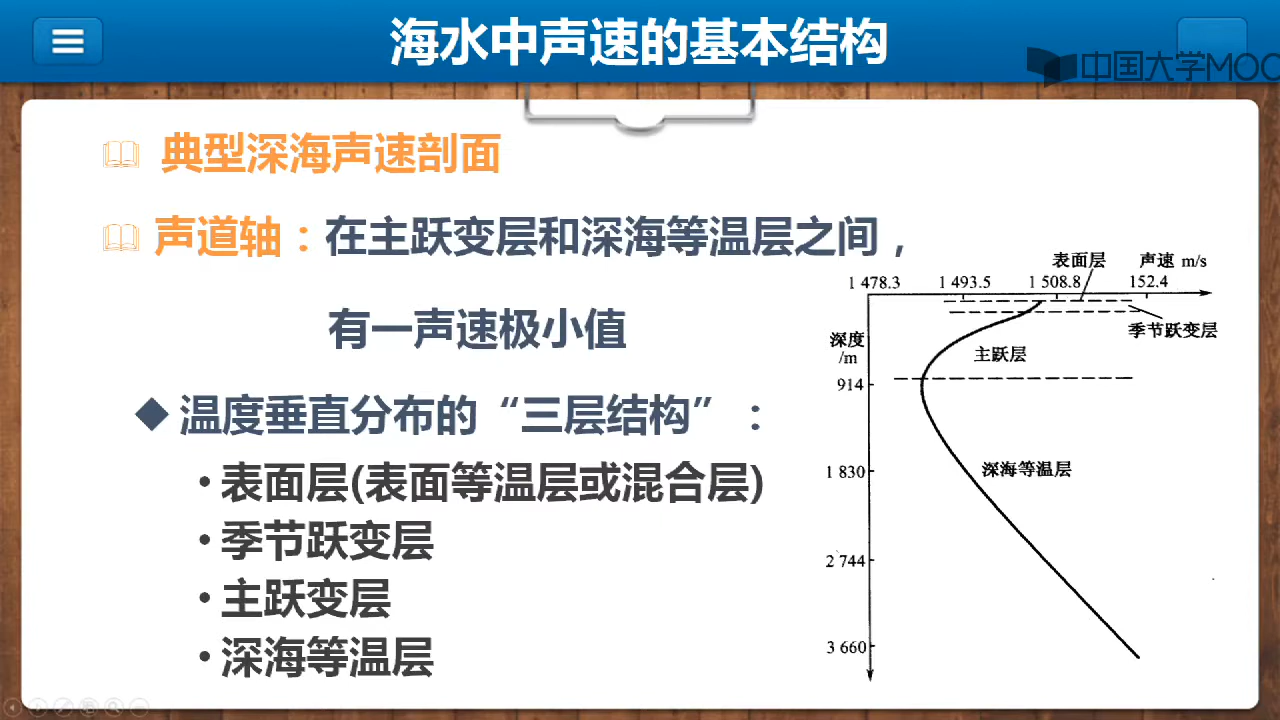 海水中声速的基本结构
中国大学MOO
典型深海声速剖面
声道轴：在主跃变层和深海等温层之间，
有一声速极小值
温度垂直分布的“三层结构”：
•表面层(表面等温层或混合层)
•季节跃变层
•主跃变层
•深海等温层
表面层 声速 m/s
1 478.3 1 493.5 1 508.8 152.4
季节跃变层
深度
/m
主跃层
914
1 830
深海等温层
2 744
3 660